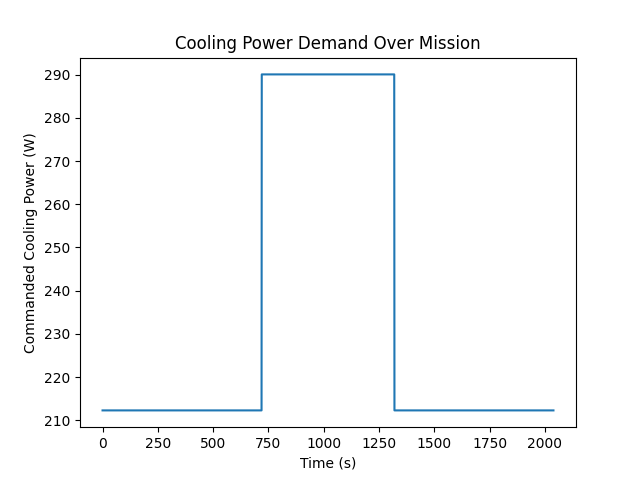 Cooling Power Demand Over Mission
Commanded Cooling Power (W)
290
280
270
260
250
240
230
220
210
0 250 500 750 1000 1250 1500 1750 2000
Time (s)